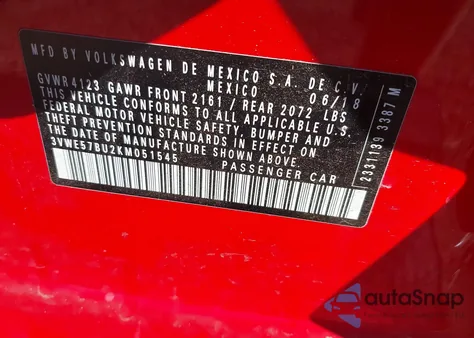 MFD BY VOLKSWAGEN DE MEXICO S.A. DE C.V.
MEXICO 06/18
GVWR 4123 GAWR FRONT 2161 / REAR 2072 LBS
THIS VEHICLE CONFORMS TO ALL APPLICABLE U.S.
FEDERAL MOTOR VEHICLE SAFETY, BUMPER AND
THEFT PREVENTION STANDARDS IN EFFECT ON
THE DATE OF MANUFACTURE SHOWN ABOVE.
3VWE57BU2KM051545 PASSENGER CAR
2331139 3387 M
autoSnap